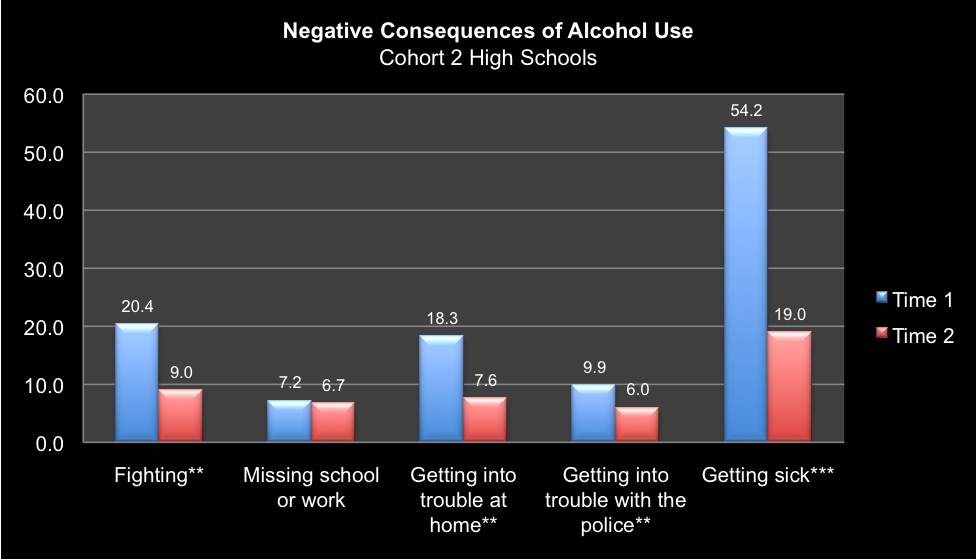 Negative Consequences of Alcohol Use
Cohort 2 High Schools
60.0
50.0
40.0
30.0
20.0
10.0
0.0
20.4
9.0
7.2
6.7
18.3
7.6
9.9
6.0
54.2
19.0
Fighting**
Missing school
or work
Getting into
trouble at
home**
Getting into
trouble with the
police**
Getting sick***
Time 1
Time 2